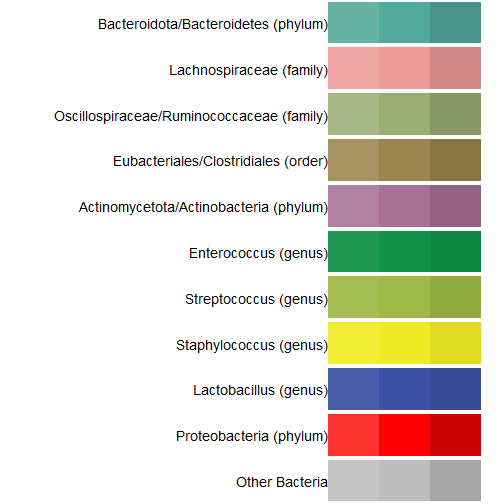 Bacteroidota/Bacteroidetes (phylum)
Lachnospiraceae (family)
Oscillospiraceae/Ruminococcaceae (family)
Eubacteriales/Clostridiales (order)
Actinomycetota/Actinobacteria (phylum)
Enterococcus (genus)
Streptococcus (genus)
Staphylococcus (genus)
Lactobacillus (genus)
Proteobacteria (phylum)
Other Bacteria